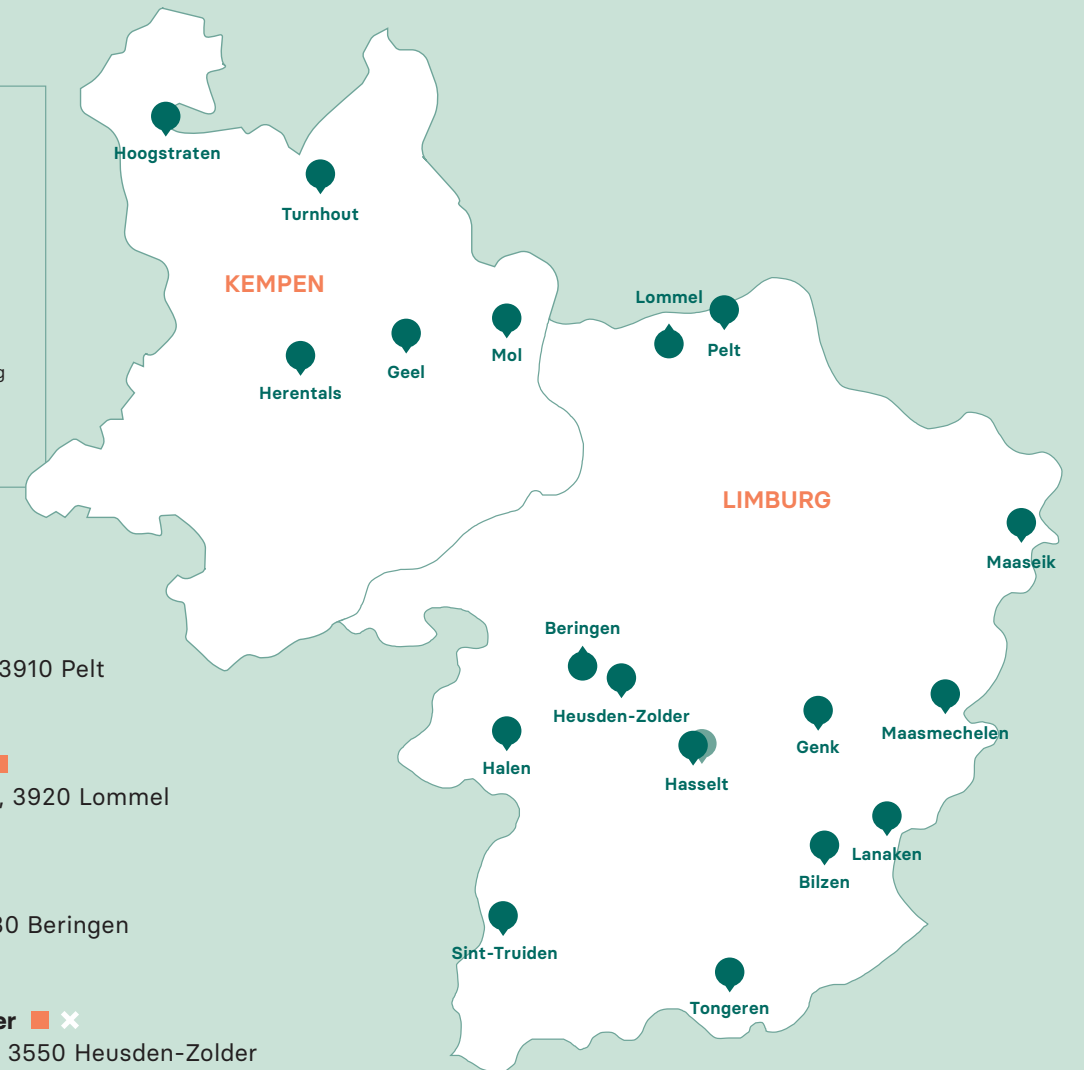 Hoogstraten
Turnhout
KEMPEN
Lommel
Pelt
Mol
Geel
g
Herentals
LIMBURG
Maaseik
Beringen
3910 Pelt
Heusden-Zolder
Maasmechelen
Genk
Halen
Hasselt
, 3920 Lommel
Lanaken
Bilzen
30 Beringen
Sint-Truiden
Tongeren
er
3550 Heusden-Zolder